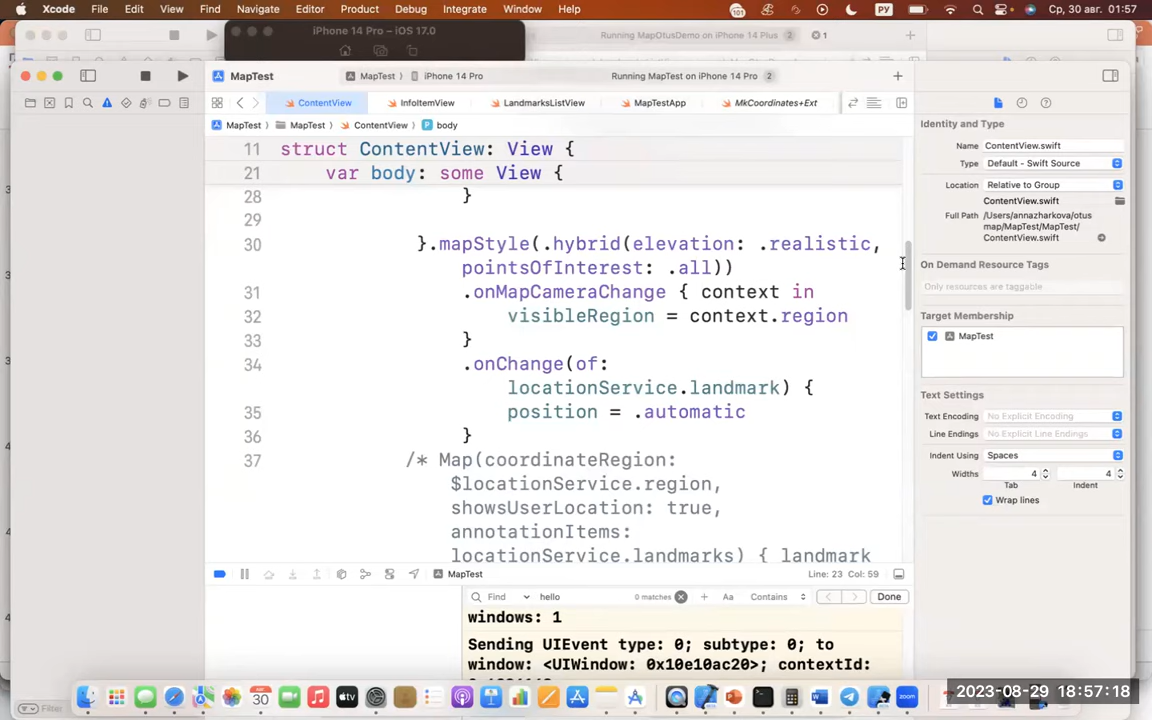 Xcode File Edit View Find Navigate Editor Product Debug Integrate Window Help 101 РУ Ср, 30 авг. 01:57
iPhone 14 Pro – iOS 17.0
Running MapOtusDemo on iPhone 14 Plus 2 1
MapTest MapTest 〉 iPhone 14 Pro Running MapTest on iPhone 14 Pro 2
ContentView InfoItemView LandmarksListView MapTestApp MkCoordinates+Ext
MapTest 〉 MapTest 〉 ContentView 〉 body
11 struct ContentView: View {
21 var body: some View {
28 }
29
30 }.mapStyle(.hybrid(elevation: .realistic,
pointsOfInterest: .all))
31 .onMapCameraChange { context in
32 visibleRegion = context.region
33 }
34 .onChange(of:
locationService.landmark) {
35 position = .automatic
36 }
37 /* Map(coordinateRegion:
$locationService.region,
showsUserLocation: true,
annotationItems:
locationService.landmarks) { landmark
MapTest Line: 23 Col: 59
Find hello 0 matches Aa Contains Done
windows: 1
Sending UIEvent type: 0; subtype: 0; to
window: <UIWindow: 0x10e10ac20>; contextId:
Identity and Type
Name ContentView.swift
Type Default - Swift Source
Location Relative to Group
ContentView.swift
Full Path /Users/annazharkova/otus
map/MapTest/MapTest/
ContentView.swift
On Demand Resource Tags
Only resources are taggable
Target Membership
MapTest
Text Settings
Text Encoding No Explicit Encoding
Line Endings No Explicit Line Endings
Indent Using Spaces
Widths 4 4
Tab Indent
Wrap lines
Filter
2023-08-29 18:57:18